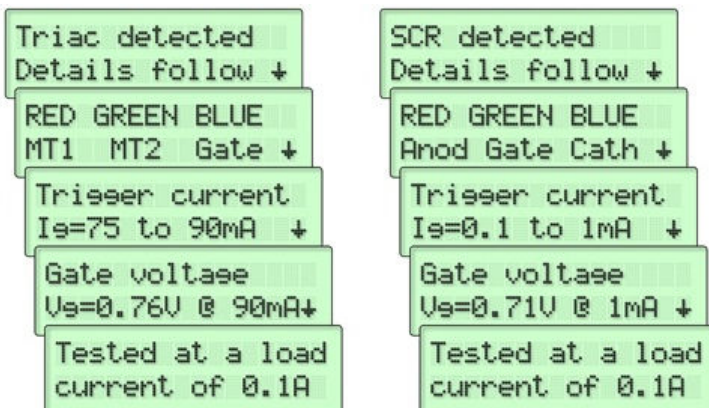 Triac detected
Details follow ↓
RED GREEN BLUE
MT1 MT2 Gate ↓
Trigger current
Ig=75 to 90mA ↓
Gate voltage
Vg=0.76V @ 90mA↓
Tested at a load
current of 0.1A
SCR detected
Details follow ↓
RED GREEN BLUE
Anod Gate Cath ↓
Trigger current
Ig=0.1 to 1mA ↓
Gate voltage
Vg=0.71V @ 1mA ↓
Tested at a load
current of 0.1A